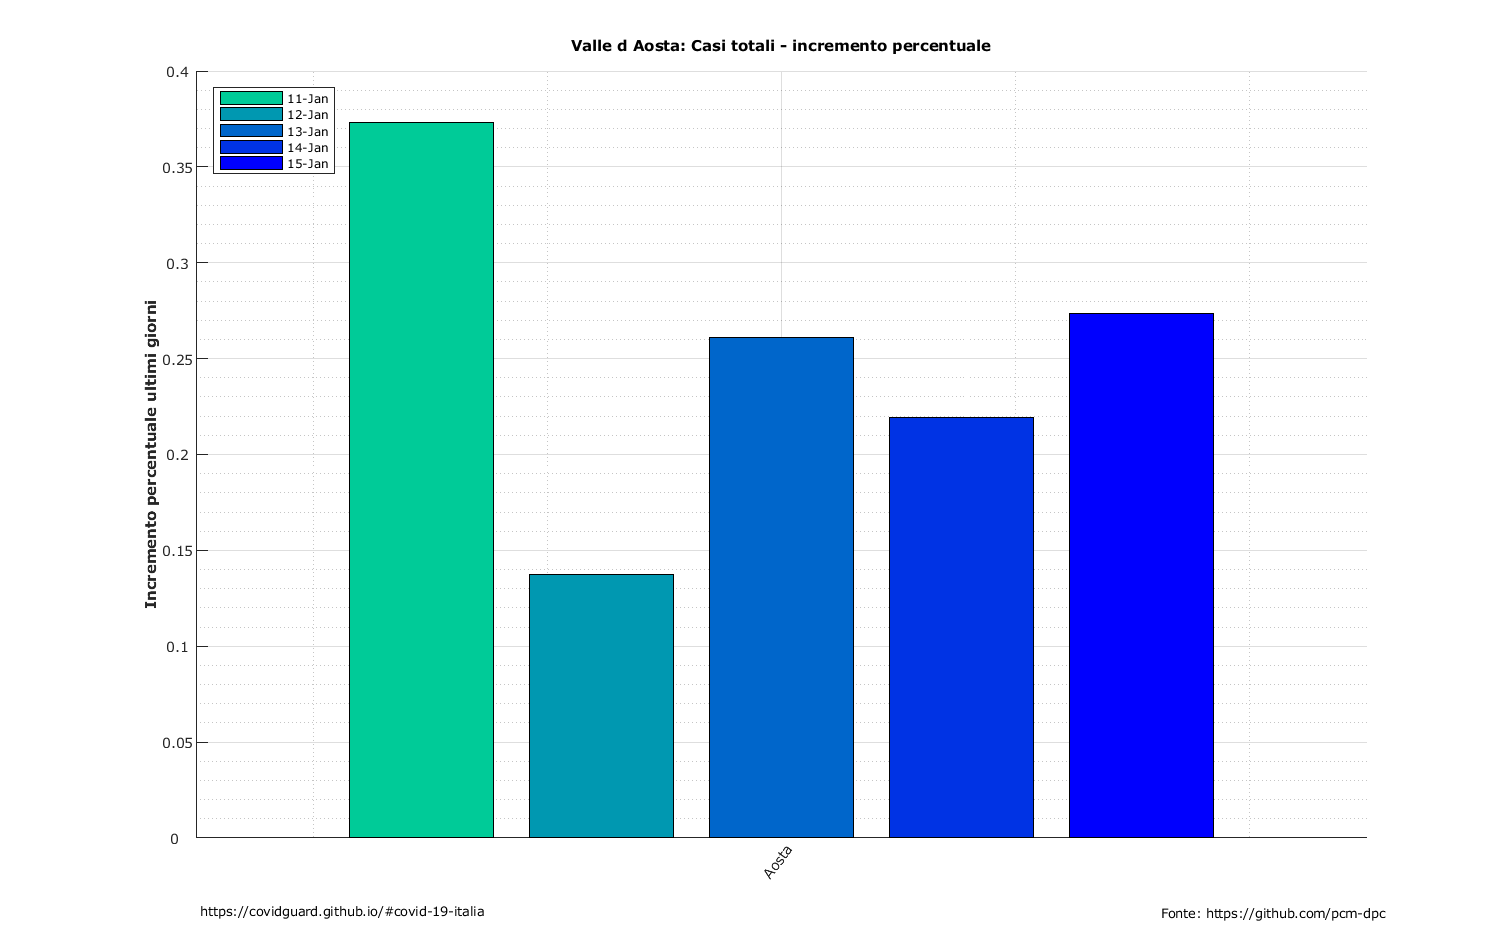 Valle d Aosta: Casi totali - incremento percentuale
0.4
0.35
0.3
0.25
0.2
0.15
0.1
0.05
0
Incremento percentuale ultimi giorni
11-Jan
12-Jan
13-Jan
14-Jan
15-Jan
Aosta
https://covidguard.github.io/#covid-19-italia
Fonte: https://github.com/pcm-dpc